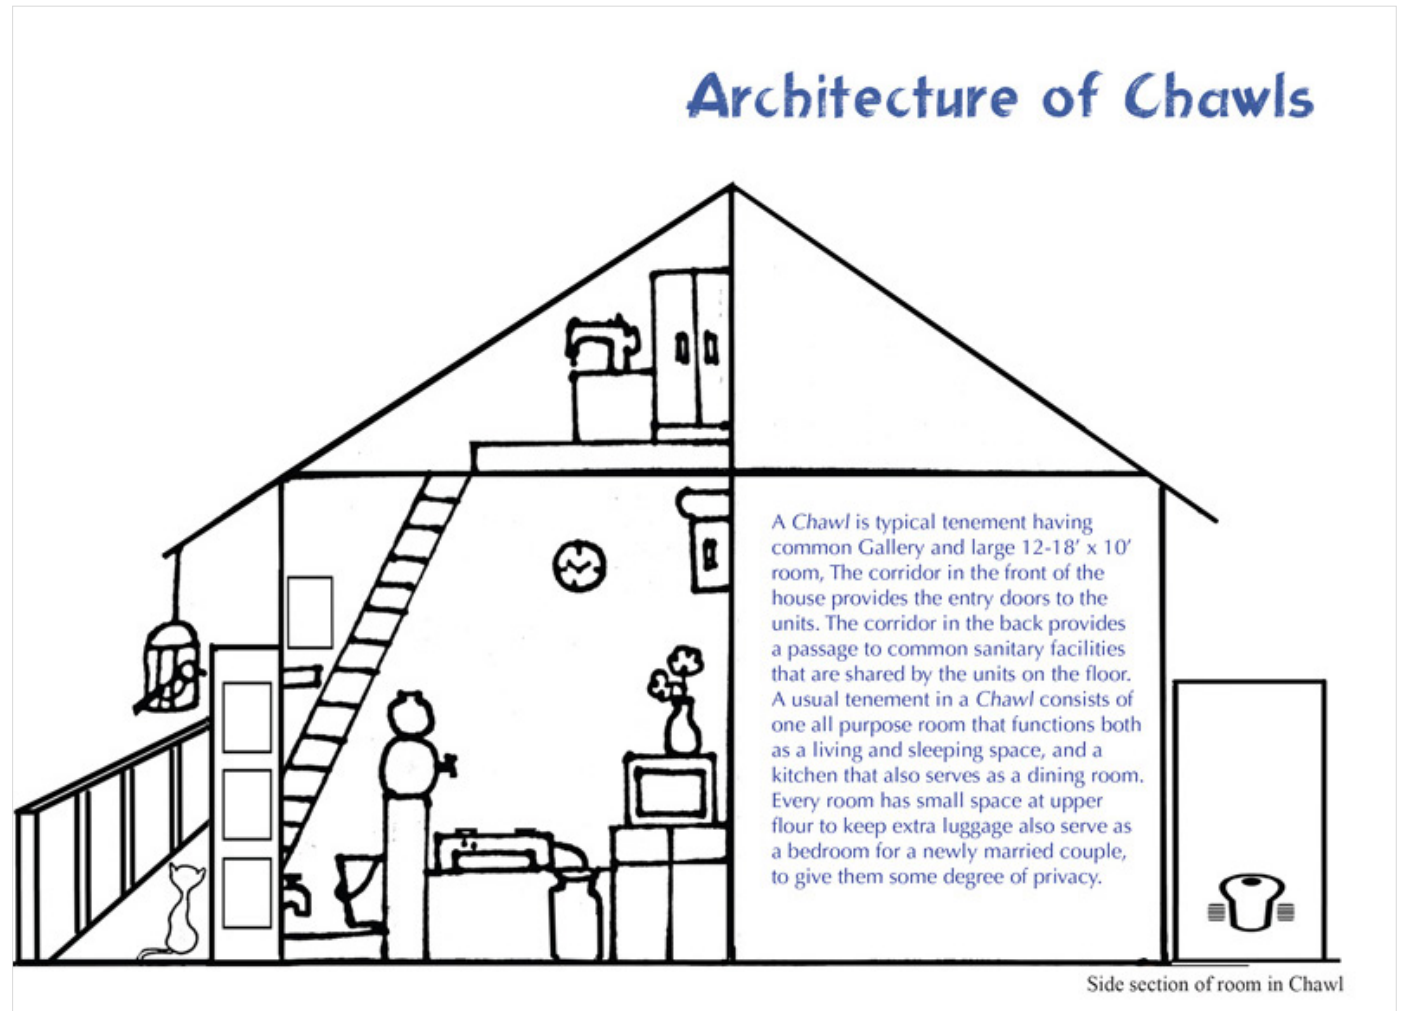 Architecture of Chawls
A Chawl is typical tenement having
common Gallery and large 12-18' x 10'
room, The corridor in the front of the
house provides the entry doors to the
units. The corridor in the back provides
a passage to common sanitary facilities
that are shared by the units on the floor.
A usual tenement in a Chawl consists of
one all purpose room that functions both
as a living and sleeping space, and a
kitchen that also serves as a dining room.
Every room has small space at upper
flour to keep extra luggage also serve as
a bedroom for a newly married couple,
to give them some degree of privacy.
Side section of room in Chawl